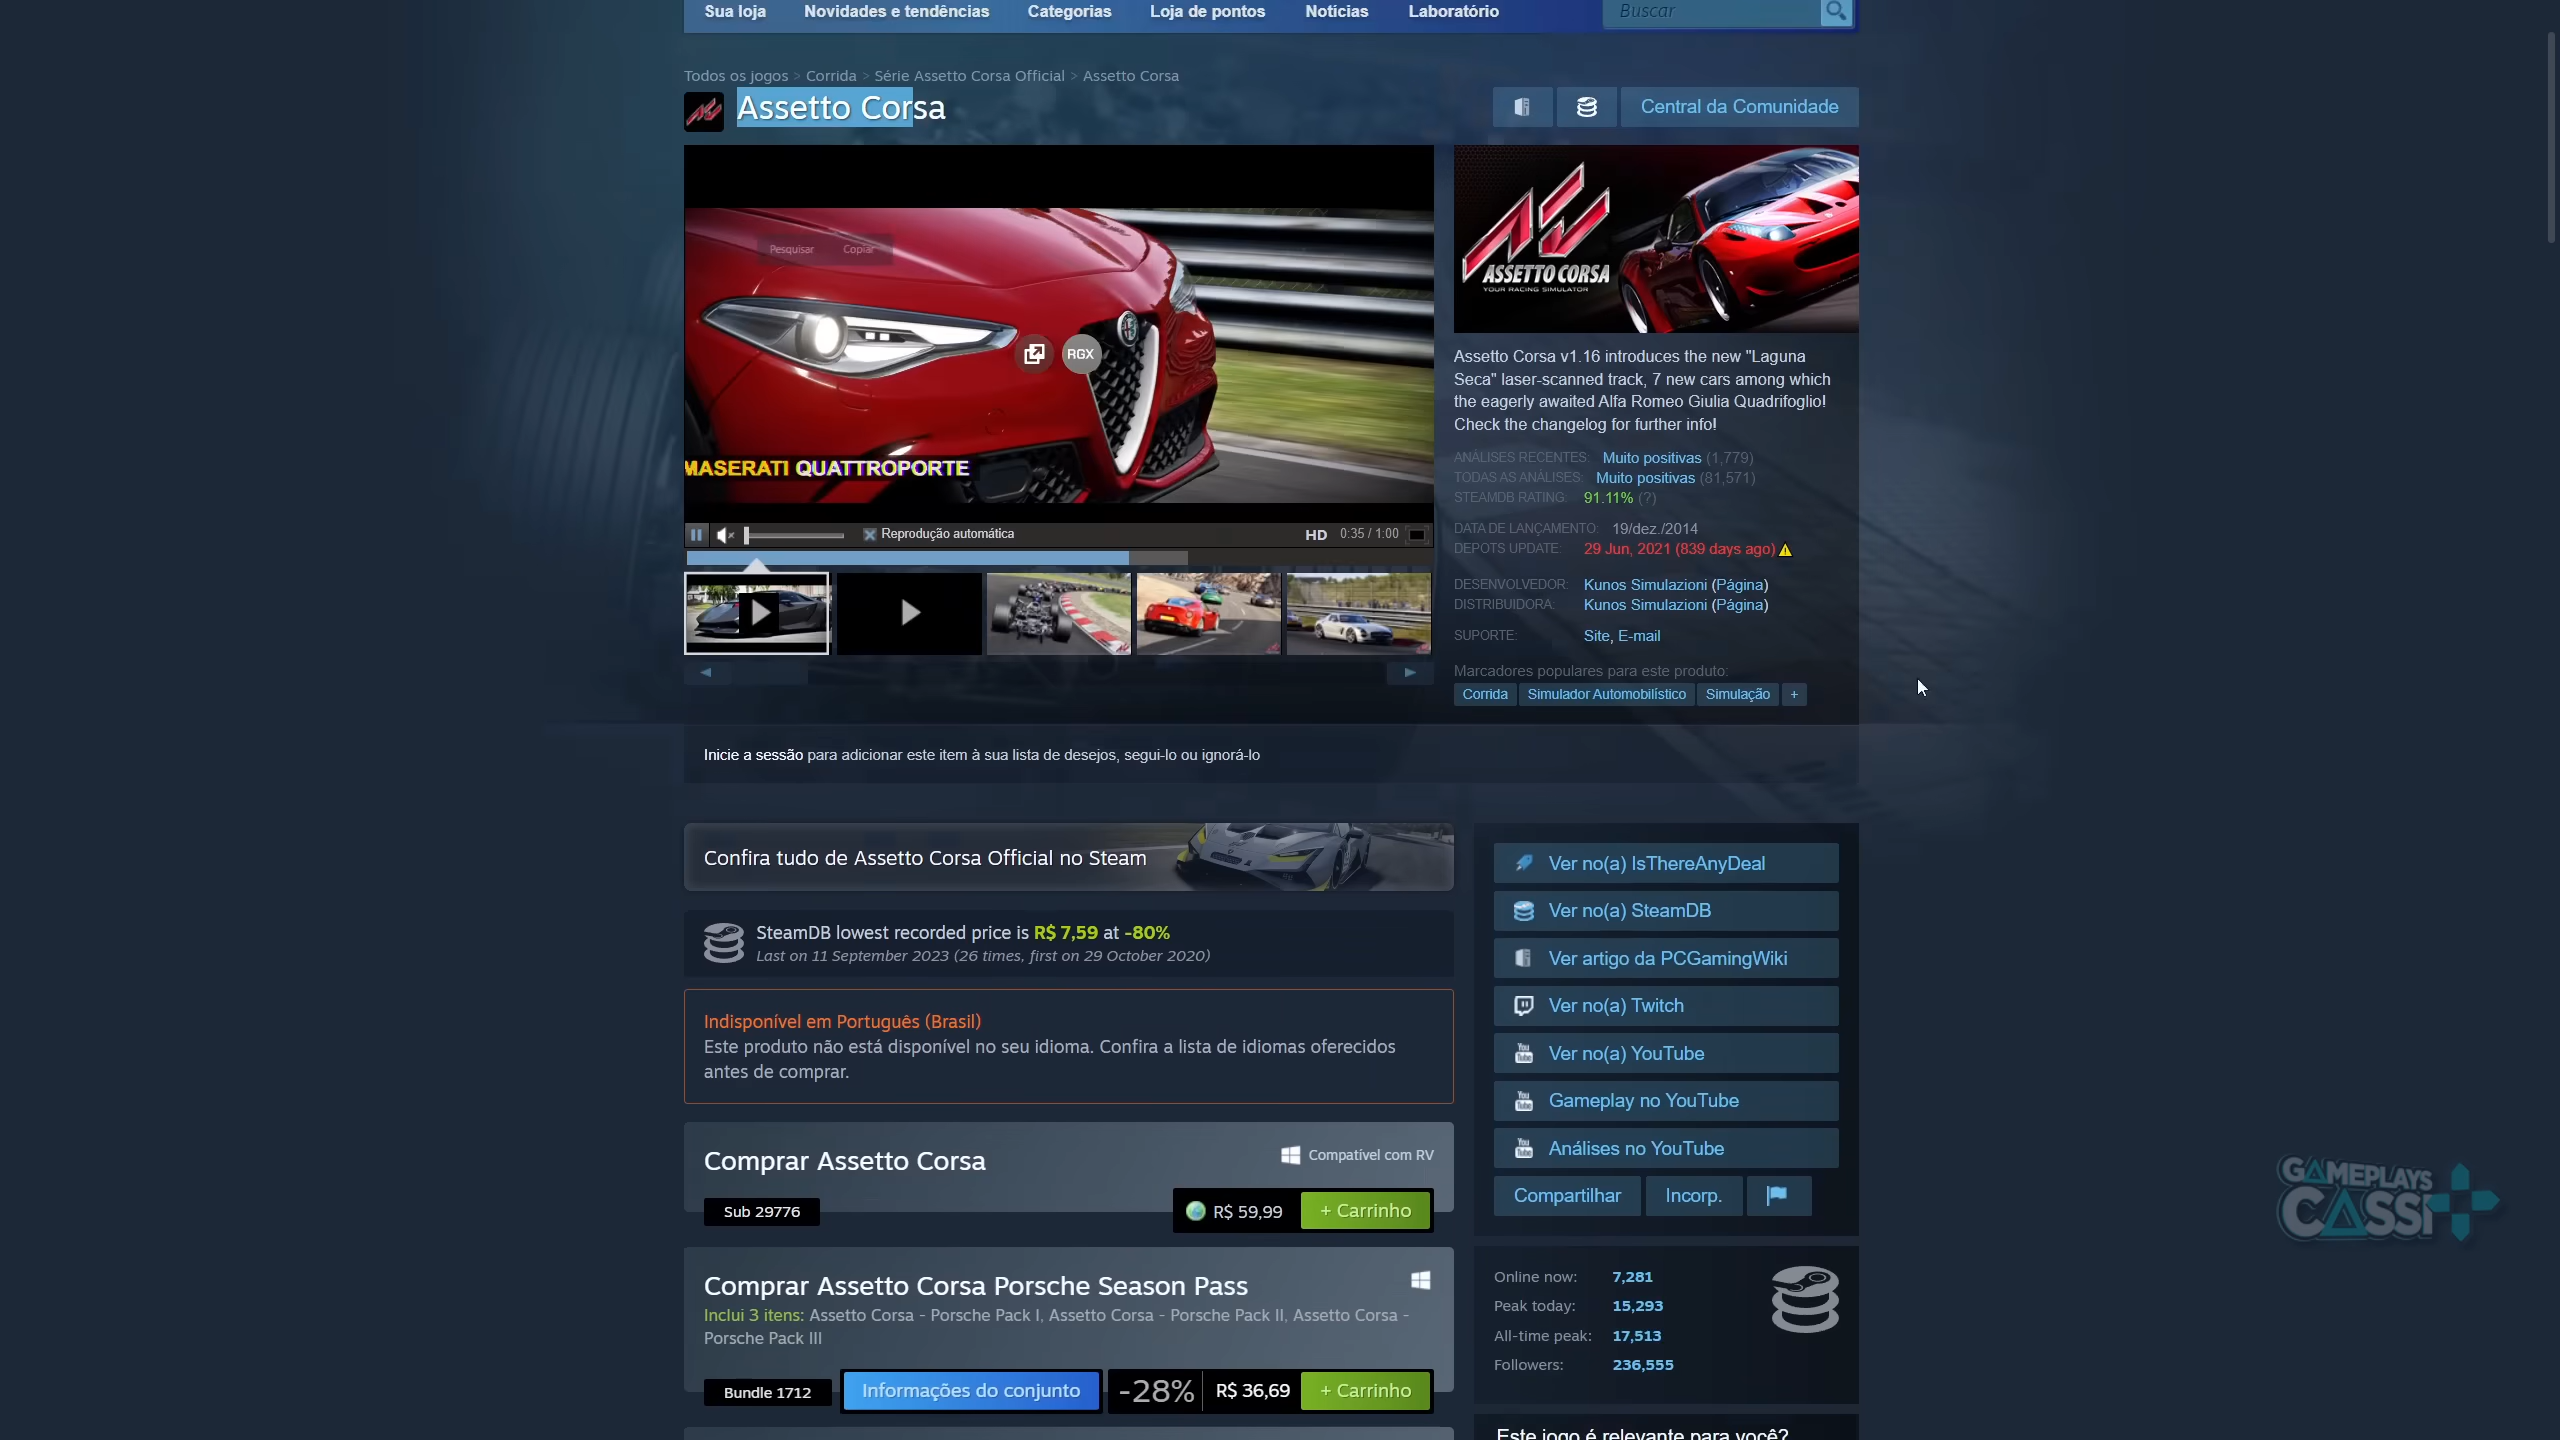 Sua loja
Novidades e tendências
Categorias
Loja de pontos
Notícias
Laboratório
Buscar
Todos os jogos > Corrida > Série Assetto Corsa Official > Assetto Corsa
Assetto Corsa
Central da Comunidade
Pesquisar
Copiar
RGX
MASERATI QUATTROPORTE
Reprodução automática
HD
0:35 / 1:00
ASSETTO CORSA
YOUR RACING SIMULATOR
Assetto Corsa v1.16 introduces the new "Laguna
Seca" laser-scanned track, 7 new cars among which
the eagerly awaited Alfa Romeo Giulia Quadrifoglio!
Check the changelog for further info!
ANÁLISES RECENTES: Muito positivas (1,779)
TODAS AS ANÁLISES: Muito positivas (81,571)
STEAMDB RATING: 91.11% (?)
DATA DE LANÇAMENTO: 19/dez./2014
DEPOTS UPDATE: 29 Jun, 2021 (839 days ago)
DESENVOLVEDOR: Kunos Simulazioni (Página)
DISTRIBUIDORA: Kunos Simulazioni (Página)
SUPORTE: Site, E-mail
Marcadores populares para este produto:
Corrida
Simulador Automobilístico
Simulação
+
Inicie a sessão para adicionar este item à sua lista de desejos, segui-lo ou ignorá-lo
Confira tudo de Assetto Corsa Official no Steam
SteamDB lowest recorded price is R$ 7,59 at -80%
Last on 11 September 2023 (26 times, first on 29 October 2020)
Indisponível em Português (Brasil)
Este produto não está disponível no seu idioma. Confira a lista de idiomas oferecidos
antes de comprar.
Comprar Assetto Corsa
Compatível com RV
Sub 29776
R$ 59,99
+ Carrinho
Comprar Assetto Corsa Porsche Season Pass
Inclui 3 itens: Assetto Corsa - Porsche Pack I, Assetto Corsa - Porsche Pack II, Assetto Corsa -
Porsche Pack III
Bundle 1712
Informações do conjunto
-28%
R$ 36,69
+ Carrinho
Ver no(a) IsThereAnyDeal
Ver no(a) SteamDB
Ver artigo da PCGamingWiki
Ver no(a) Twitch
You Tube
Ver no(a) YouTube
You Tube
Gameplay no YouTube
You Tube
Análises no YouTube
Compartilhar
Incorp.
Online now: 7,281
Peak today: 15,293
All-time peak: 17,513
Followers: 236,555
Este jogo é relevante para você?
GAMEPLAYS
CASSI